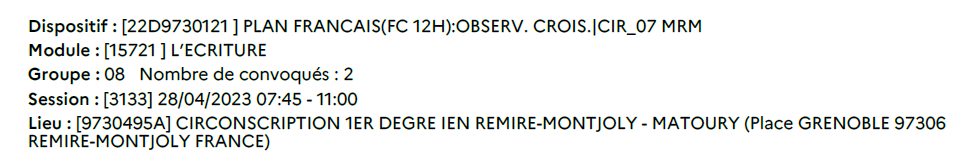 Dispositif : [22D9730121 ] PLAN FRANCAIS(FC 12H):OBSERV. CROIS.|CIR_07 MRM
Module : [15721 ] L'ECRITURE
Groupe : 08   Nombre de convoqués : 2
Session : [3133] 28/04/2023 07:45 - 11:00
Lieu : [9730495A] CIRCONSCRIPTION 1ER DEGRE IEN REMIRE-MONTJOLY - MATOURY (Place GRENOBLE 97306
REMIRE-MONTJOLY FRANCE)